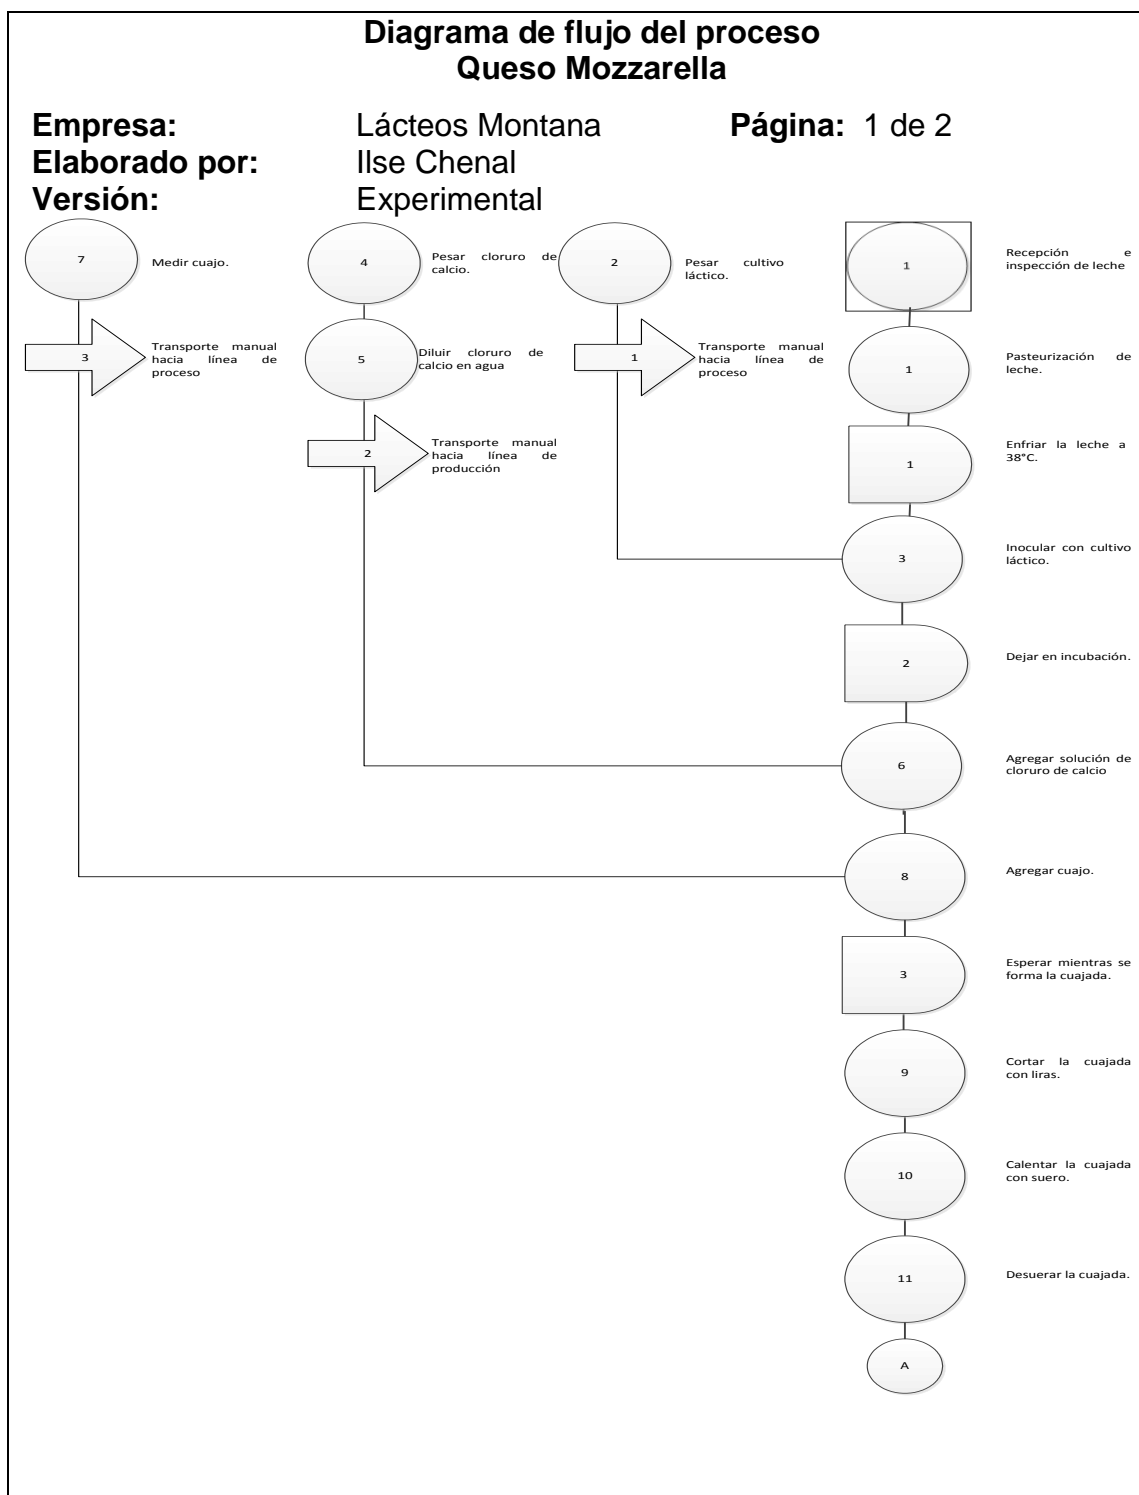 Diagrama de flujo del proceso
Queso Mozzarella
Empresa: Lácteos Montana Página: 1 de 2
Elaborado por: Ilse Chenal
Versión: Experimental
7
Medir cuajo.
3
Transporte manual
hacia línea de
proceso
4
Pesar cloruro de
calcio.
5
Diluir cloruro de
calcio en agua
2
Transporte manual
hacia línea de
producción
2
Pesar cultivo
láctico.
1
Transporte manual
hacia línea de
proceso
1
Recepción e
inspección de leche
1
Pasteurización de
leche.
1
Enfriar la leche a
38°C.
3
Inocular con cultivo
láctico.
2
Dejar en incubación.
6
Agregar solución de
cloruro de calcio
8
Agregar cuajo.
3
Esperar mientras se
forma la cuajada.
9
Cortar la cuajada
con liras.
10
Calentar la cuajada
con suero.
11
Desuerar la cuajada.
A